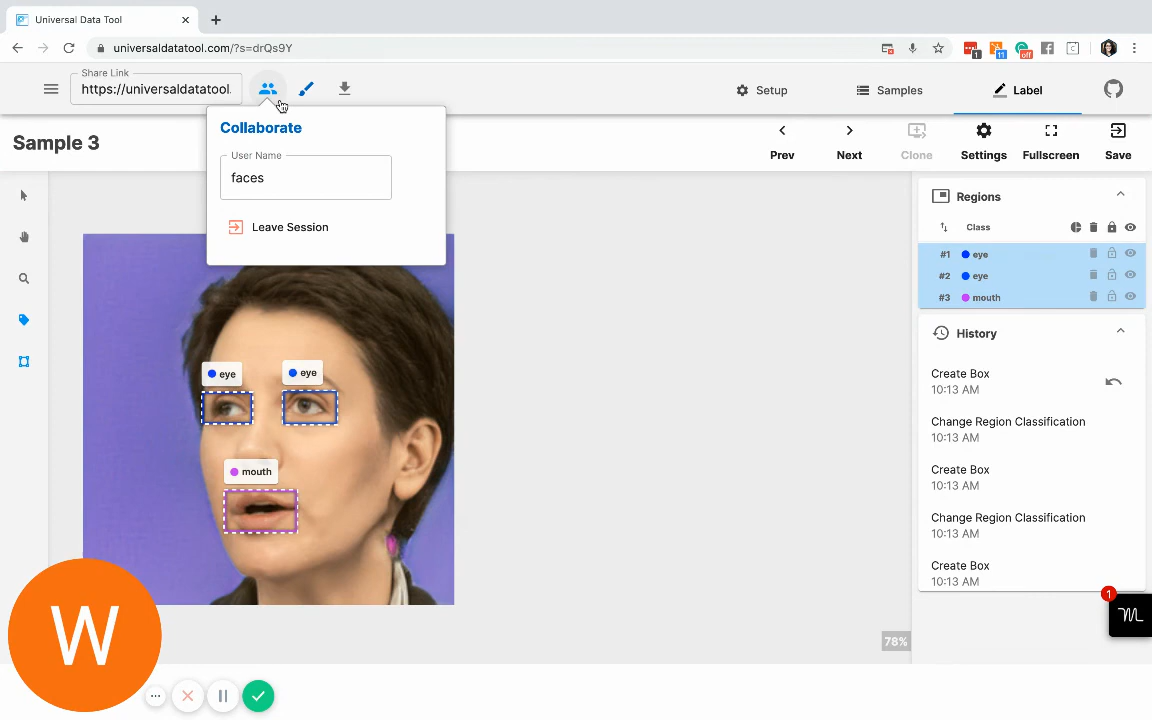 Universal Data Tool
universaldatatool.com/?s=drQs9Y
1
11
off
Share Link
https://universaldatatool.
Setup
Samples
Label
Collaborate
User Name
faces
Leave Session
Sample 3
Prev
Next
Clone
Settings
Fullscreen
Save
Regions
Class
#1 eye
#2 eye
#3 mouth
History
Create Box
10:13 AM
Change Region Classification
10:13 AM
Create Box
10:13 AM
Change Region Classification
10:13 AM
Create Box
10:13 AM
eye
eye
mouth
78%
1
W